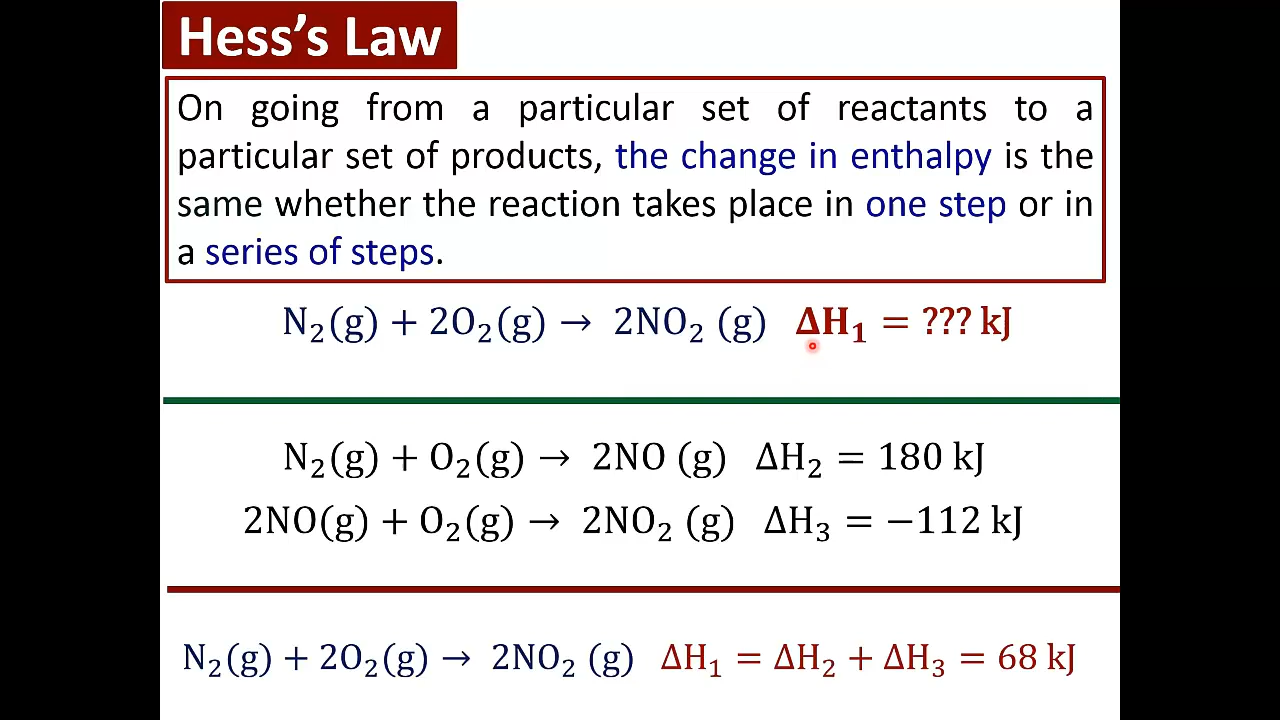 Hess’s Law
On going from a particular set of reactants to a
particular set of products, the change in enthalpy is the
same whether the reaction takes place in one step or in
a series of steps.
N₂(g) + 2O₂(g) → 2NO₂ (g) ΔH₁ = ??? kJ
N₂(g) + O₂(g) → 2NO (g) ΔH₂ = 180 kJ
2NO(g) + O₂(g) → 2NO₂ (g) ΔH₃ = −112 kJ
N₂(g) + 2O₂(g) → 2NO₂ (g) ΔH₁ = ΔH₂ + ΔH₃ = 68 kJ